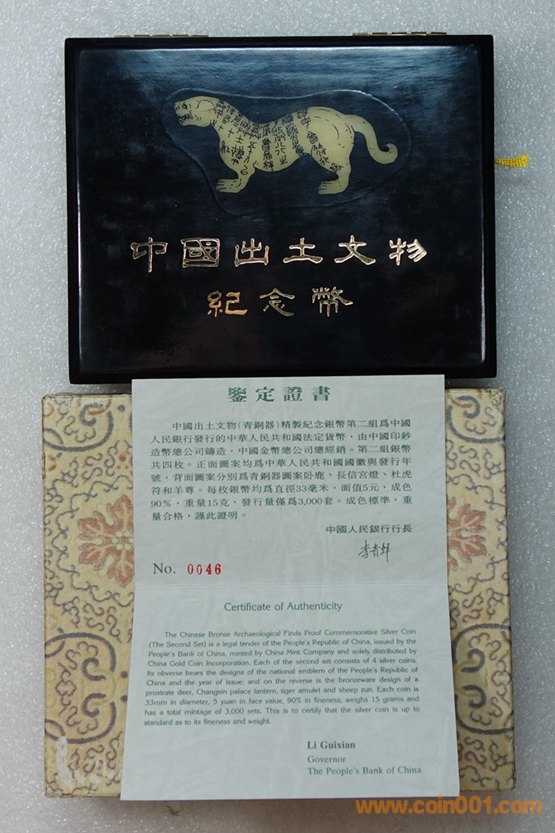 中國出土文物
紀念幣
鑒定證書
中國出土文物(青銅器)精製紀念銀幣第二組爲中國
人民銀行發行的中華人民共和國法定貨幣，由中國印鈔
造幣總公司鑄造，中國金幣總公司總經銷。第二組銀幣
共四枚。正面圖案均爲中華人民共和國國徽與發行年
號，背面圖案分別爲青銅器圖案卧鹿、長信宮燈、杜虎
符和羊尊。每枚銀幣均爲直徑33毫米，面值5元，成色
90%，重量15克，發行量僅爲3,000套。成色標準，重
量合格，謹此證明。
中國人民銀行行長
李貴鮮
No. 0046
Certificate of Authenticity
The Chinese Bronze Archaeological Finds Proof Commemorative Silver Coin
(The Second Set) is a legal tender of the People's Republic of China, issued by the
People's Bank of China, minted by China Mint Company and solely distributed by
China Gold Coin Incorporation. Each of the second set consists of 4 silver coins.
Its obverse bears the designs of the national emblem of the People's Republic of
China and the year of issue; and on the reverse is the bronzeware design of a
prostrate deer, Changxin palace lantern, tiger amulet and sheep zun. Each coin is
33mm in diameter, 5 yuan in face value, 90% in fineness, weighs 15 grams and
has a total mintage of 3,000 sets. This is to certify that the silver coin is up to
standard as to its fineness and weight.
Li Guixian
Governor
The People's Bank of China
www.coin001.com